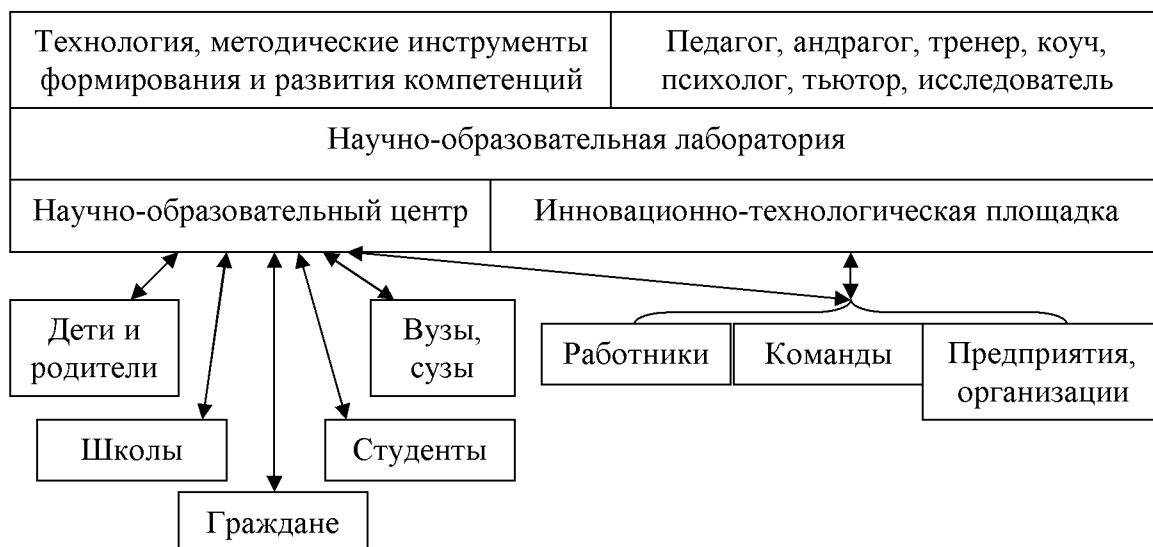 Технология, методические инструменты
формирования и развития компетенций
Педагог, андрагог, тренер, коуч,
психолог, тьютор, исследователь
Научно-образовательная лаборатория
Научно-образовательный центр
Инновационно-технологическая площадка
Дети и
родители
Вузы,
сузы
Работники
Команды
Предприятия,
организации
Школы
Студенты
Граждане